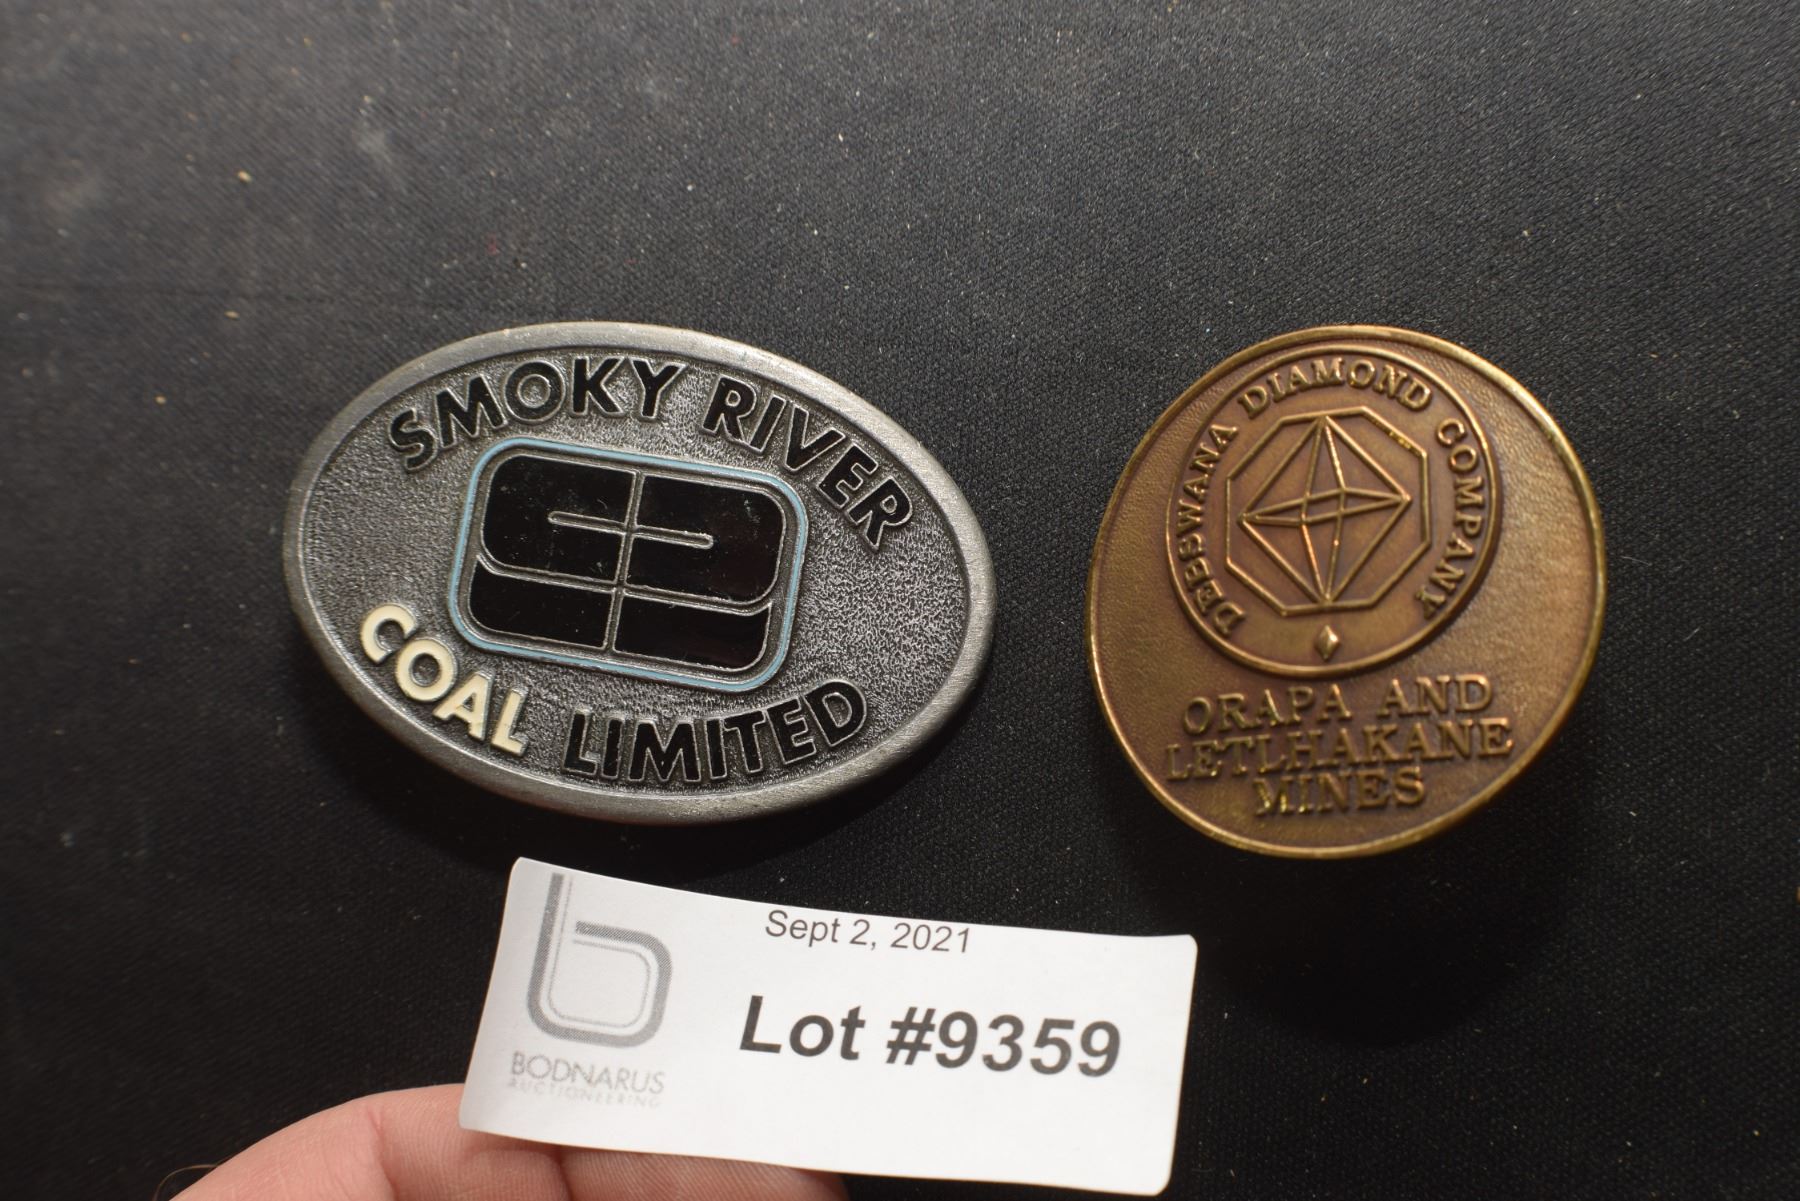 SMOKY RIVER
COAL LIMITED
DEBSWANA DIAMOND COMPANY
ORAPA AND
LETLHAKANE
MINES
Sept 2, 2021
Lot #9359
BODNARUS
AUCTIONEERING